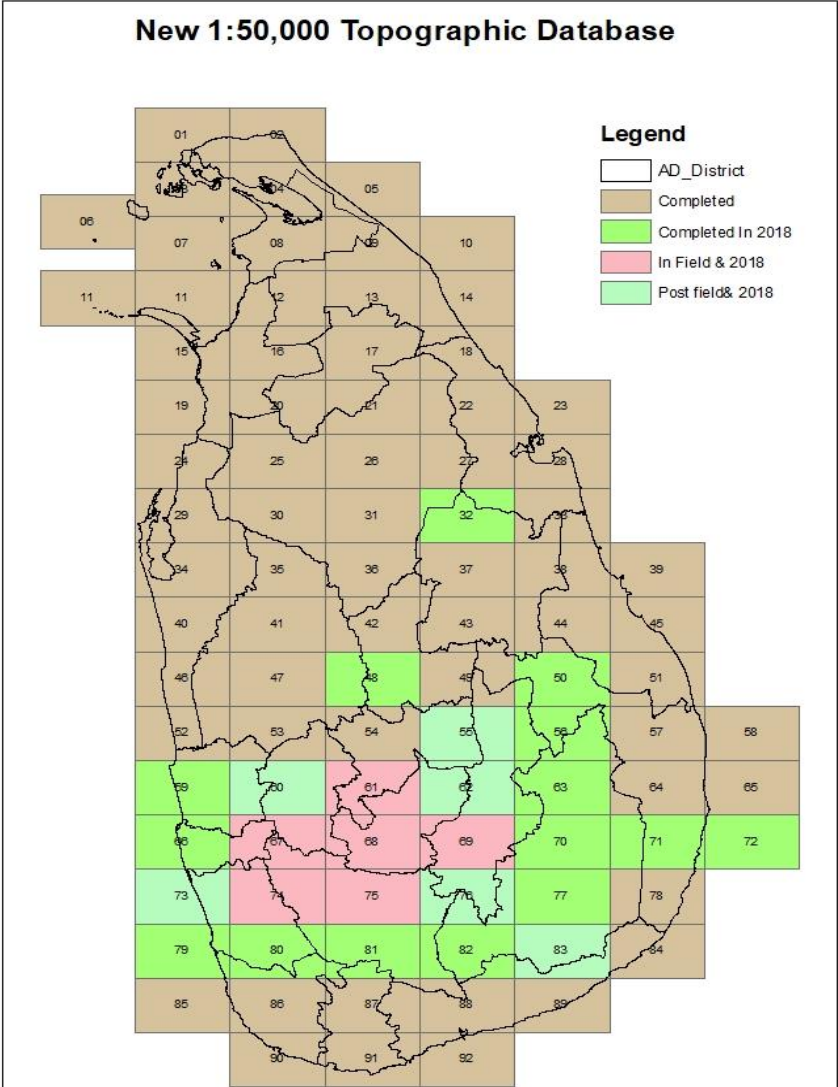 New 1:50,000 Topographic Database
Legend
AD_District
Completed
Completed In 2018
In Field & 2018
Post field& 2018
01 02
03 04 05
06
07 08 09 10
11 11 12 13 14
15 16 17 18
19 20 21 22 23
24 25 26 27 28
29 30 31 32 33
34 35 36 37 38 39
40 41 42 43 44 45
46 47 48 49 50 51
52 53 54 55 56 57 58
59 60 61 62 63 64 65
66 67 68 69 70 71 72
73 74 75 76 77 78
79 80 81 82 83 84
85 86 87 88 89
90 91 92